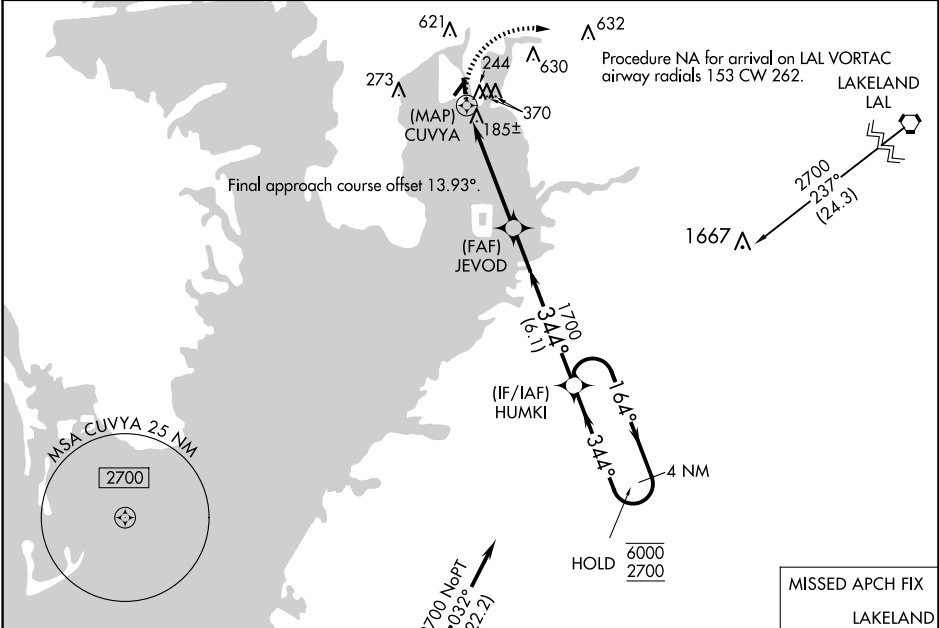 621
632
630
244
273
370
(MAP)
CUVYA
185±
Procedure NA for arrival on LAL VORTAC
airway radials 153 CW 262.
LAKELAND
LAL
2700
237°
(24.3)
1667
Final approach course offset 13.93°.
(FAF)
JEVOD
1700
344°
(6.1)
(IF/IAF)
HUMKI
164°
344°
4 NM
HOLD
6000
2700
MSA CUVYA 25 NM
2700
NoPT
032°
MISSED APCH FIX
LAKELAND